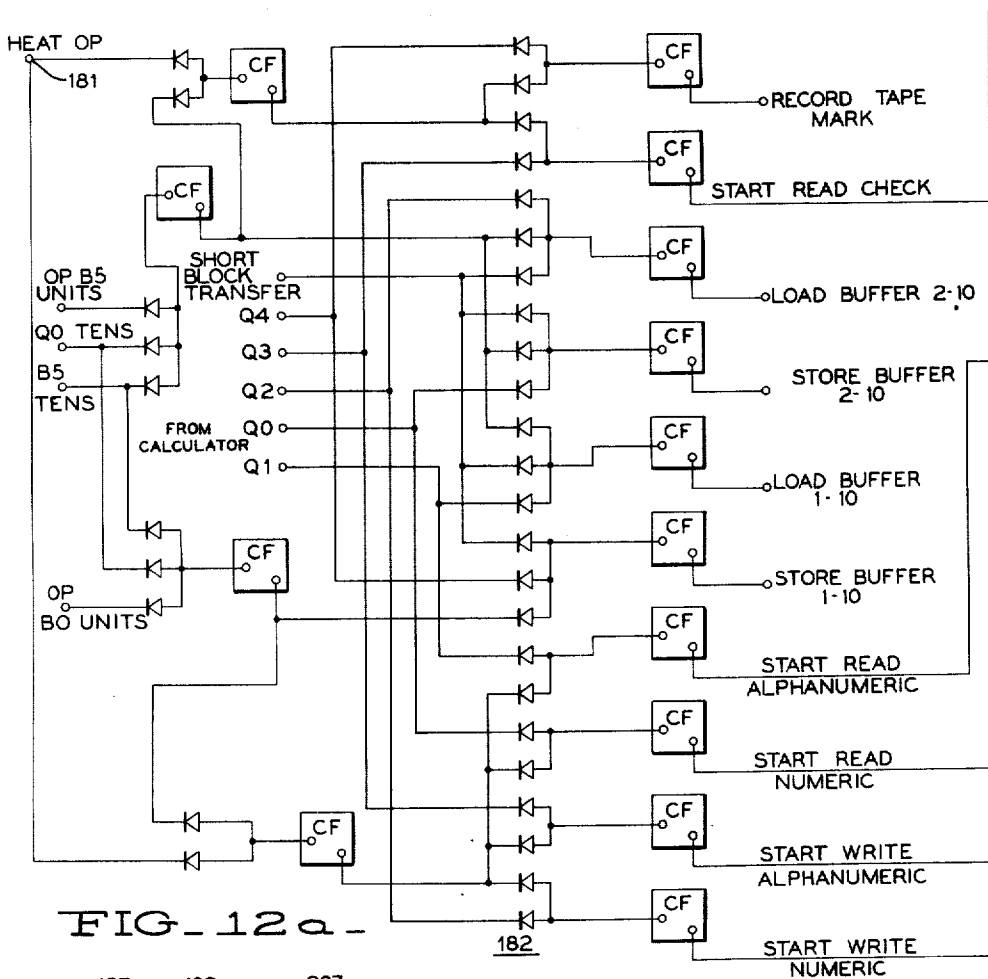 HEAT OP
181
CF
CF
RECORD TAPE
MARK
CF
CF
START READ CHECK
SHORT
BLOCK
TRANSFER
CF
LOAD BUFFER 2-10
OP B5
UNITS
Q4
Q0 TENS
Q3
CF
STORE BUFFER
2-10
B5
TENS
Q2
FROM
CALCULATOR
Q0
Q1
CF
LOAD BUFFER
1-10
CF
CF
STORE BUFFER
1-10
OP
BO UNITS
CF
START READ
ALPHANUMERIC
CF
START READ
NUMERIC
CF
CF
START WRITE
ALPHANUMERIC
FIG_12a_
182
CF
START WRITE
NUMERIC